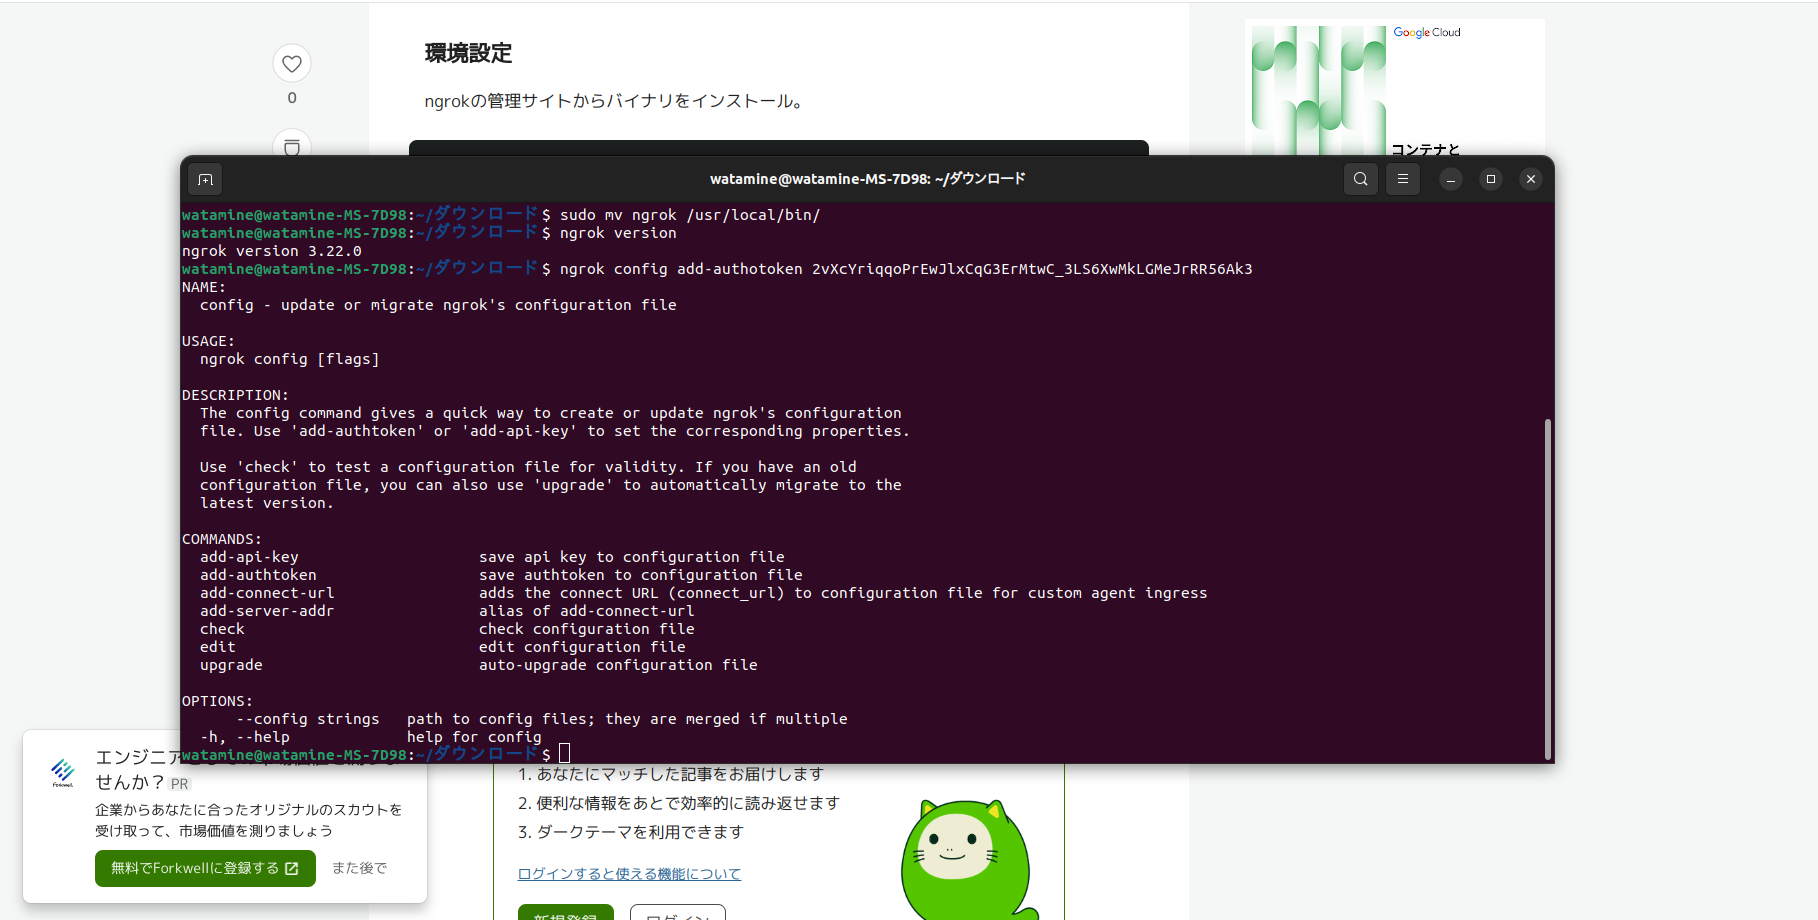 環境設定
ngrokの管理サイトからバイナリをインストール。
0
Google Cloud
コンテナと
watamine@watamine-MS-7D98: ~/ダウンロード
watamine@watamine-MS-7D98:~/ダウンロード$ sudo mv ngrok /usr/local/bin/
watamine@watamine-MS-7D98:~/ダウンロード$ ngrok version
ngrok version 3.22.0
watamine@watamine-MS-7D98:~/ダウンロード$ ngrok config add-authotoken 2vXcYriqqoPrEwJlxCqG3ErMtwC_3LS6XwMkLGMeJrRR56Ak3
NAME:
config - update or migrate ngrok's configuration file
USAGE:
ngrok config [flags]
DESCRIPTION:
The config command gives a quick way to create or update ngrok's configuration
file. Use 'add-authtoken' or 'add-api-key' to set the corresponding properties.
Use 'check' to test a configuration file for validity. If you have an old
configuration file, you can also use 'upgrade' to automatically migrate to the
latest version.
COMMANDS:
add-api-key save api key to configuration file
add-authtoken save authtoken to configuration file
add-connect-url adds the connect URL (connect_url) to configuration file for custom agent ingress
add-server-addr alias of add-connect-url
check check configuration file
edit edit configuration file
upgrade auto-upgrade configuration file
OPTIONS:
--config strings path to config files; they are merged if multiple
-h, --help help for config
watamine@watamine-MS-7D98:~/ダウンロード$
Forkwell
エンジニア
せんか？ PR
企業からあなたに合ったオリジナルのスカウトを
受け取って、市場価値を測りましょう
無料でForkwellに登録する
また後で
1. あなたにマッチした記事をお届けします
2. 便利な情報をあとで効率的に読み返せます
3. ダークテーマを利用できます
ログインすると使える機能について
新規登録
ログイン